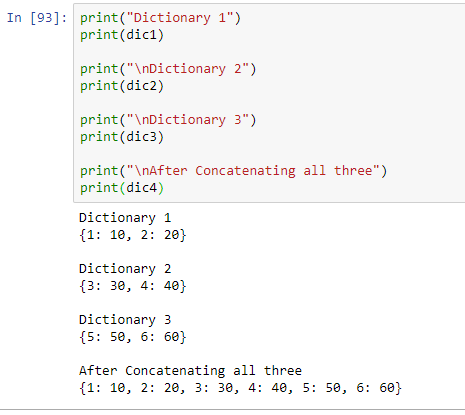 In [93]: print("Dictionary 1")
print(dic1)
print("\nDictionary 2")
print(dic2)
print("\nDictionary 3")
print(dic3)
print("\nAfter Concatenating all three")
print(dic4)
Dictionary 1
{1: 10, 2: 20}
Dictionary 2
{3: 30, 4: 40}
Dictionary 3
{5: 50, 6: 60}
After Concatenating all three
{1: 10, 2: 20, 3: 30, 4: 40, 5: 50, 6: 60}